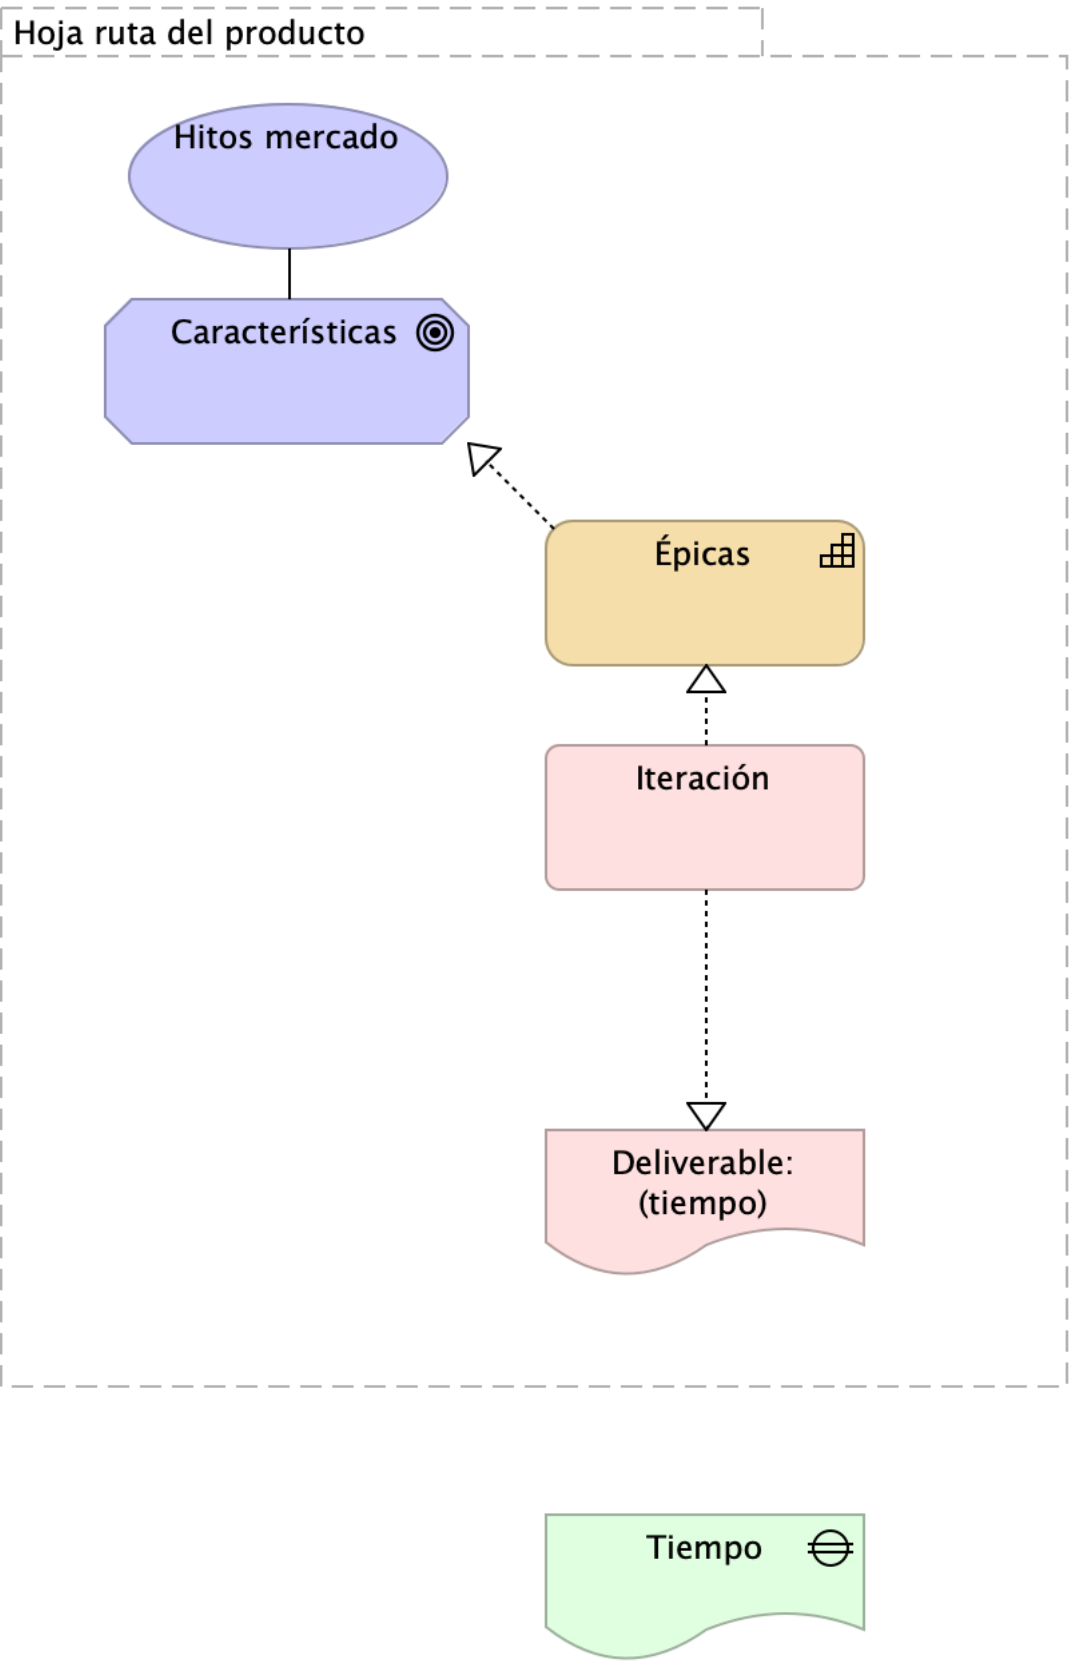 Hoja ruta del producto
Hitos mercado
Características
Épicas
Iteración
Deliverable:
(tiempo)
Tiempo